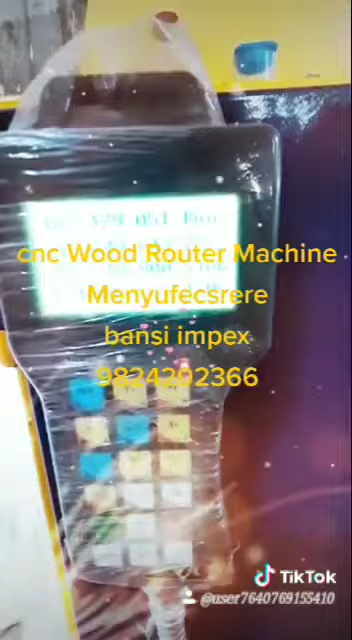 cnc Wood Router Machine
Menyufecsrere
bansi impex
9824202366
TikTok
@user7640769155410